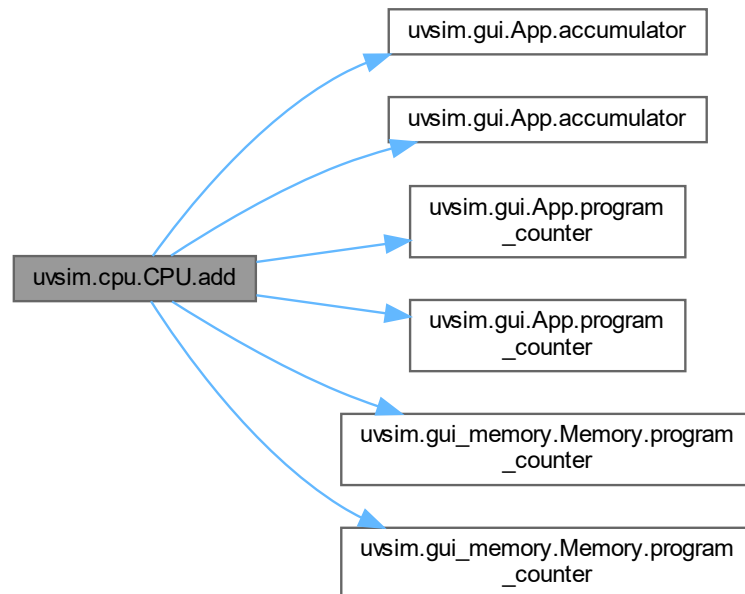 uvsim.gui.App.accumulator
uvsim.gui.App.accumulator
uvsim.gui.App.program
_counter
uvsim.cpu.CPU.add
uvsim.gui.App.program
_counter
uvsim.gui_memory.Memory.program
_counter
uvsim.gui_memory.Memory.program
_counter